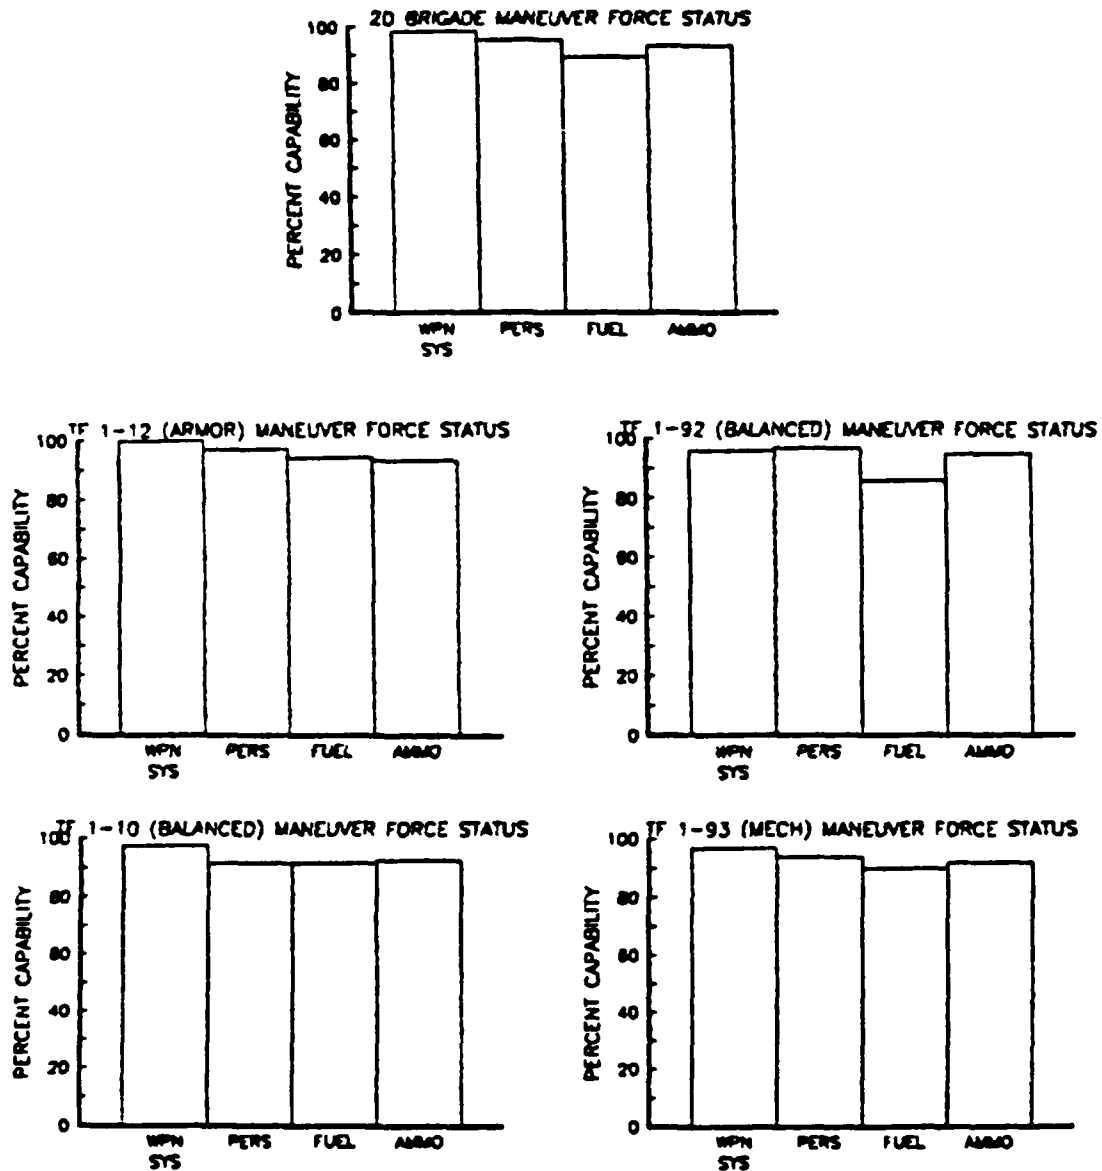 2D BRIGADE MANEUVER FORCE STATUS
PERCENT CAPABILITY
100
80
60
40
20
0
WPN SYS
PERS
FUEL
AMMO
TF 1-12 (ARMOR) MANEUVER FORCE STATUS
PERCENT CAPABILITY
100
80
60
40
20
0
WPN SYS
PERS
FUEL
AMMO
TF 1-92 (BALANCED) MANEUVER FORCE STATUS
PERCENT CAPABILITY
100
80
60
40
20
0
WPN SYS
PERS
FUEL
AMMO
TF 1-10 (BALANCED) MANEUVER FORCE STATUS
PERCENT CAPABILITY
100
80
60
40
20
0
WPN SYS
PERS
FUEL
AMMO
TF 1-93 (MECH) MANEUVER FORCE STATUS
PERCENT CAPABILITY
100
80
60
40
20
0
WPN SYS
PERS
FUEL
AMMO